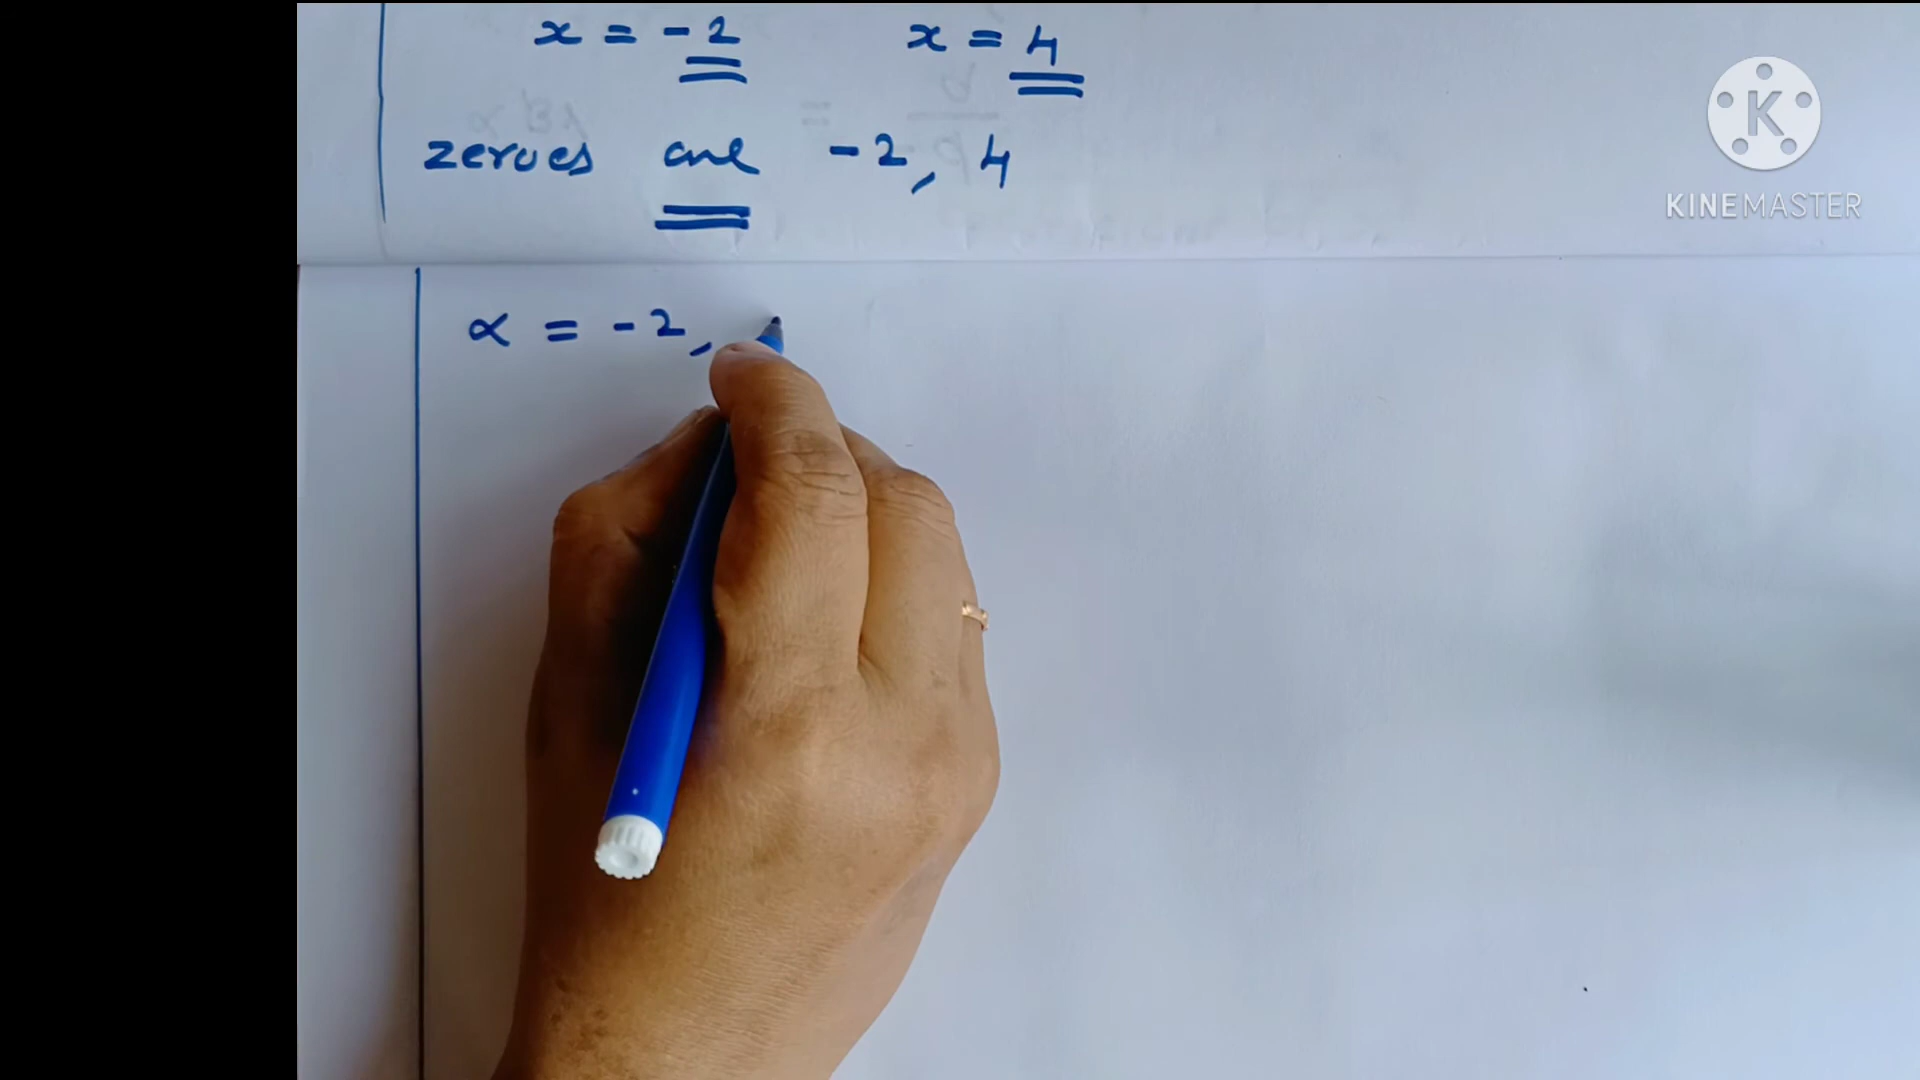 x = -2 x = 4
zeroes are -2, 4
α = -2,
KINEMASTER